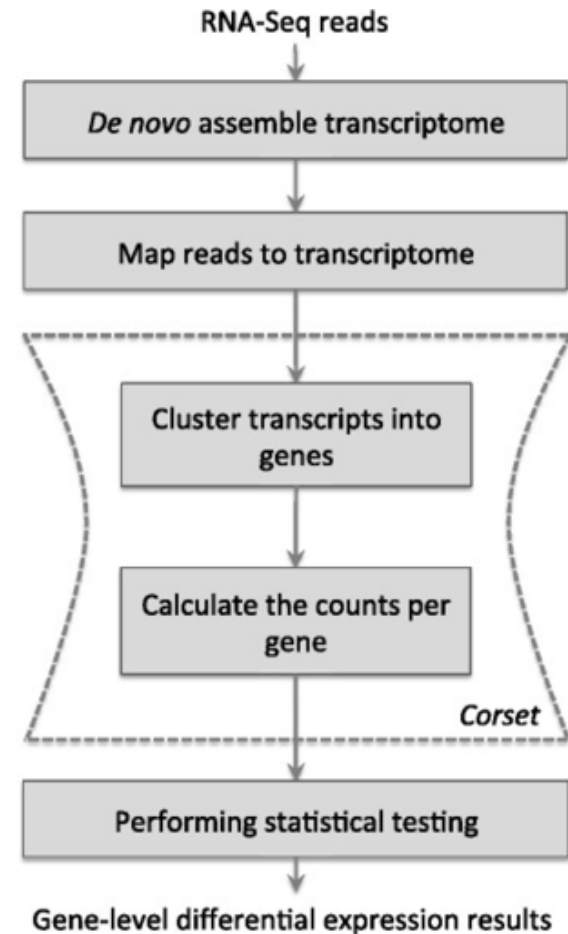 RNA-Seq reads
De novo assemble transcriptome
Map reads to transcriptome
Cluster transcripts into
genes
Calculate the counts per
gene
Corset
Performing statistical testing
Gene-level differential expression results